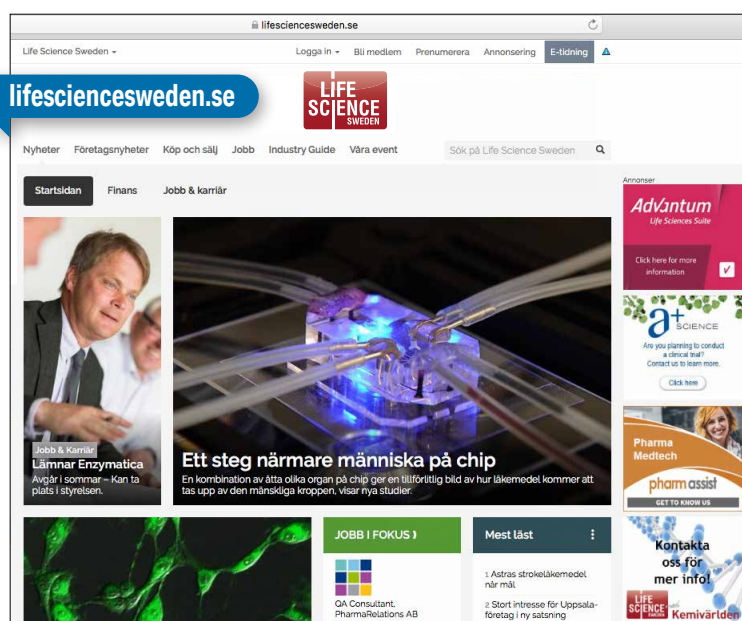 lifesciencesweden.se
Life Science Sweden
Logga in
Bli medlem
Prenumerera
Annonsering
E-tidning
lifesciencesweden.se
LIFE
SCIENCE
SWEDEN
Nyheter
Företagsnyheter
Köp och sälj
Jobb
Industry Guide
Våra event
Sök på Life Science Sweden
Startsidan
Finans
Jobb & karriär
Jobb & Karriär
Lämnar Enzymatica
Avgår i sommar – Kan ta
plats i styrelsen.
Ett steg närmare människa på chip
En kombination av åtta olika organ på chip ger en tillförlitlig bild av hur läkemedel kommer att
tas upp av den mänskliga kroppen, visar nya studier.
JOBB I FOKUS
QA Consultant,
PharmaRelations AB
Mest läst
1 Astras strokeläkemedel
når mål
2 Stort intresse för Uppsala-
företag i ny satsning
Annonser
AdVantum
Life Sciences Suite
Click here for more
information
a+
SCIENCE
Are you planning to conduct
a clinical trial?
Contact us to learn more.
Click here
Pharma
Medtech
pharmassist
GET TO KNOW US
Kontakta
oss för
mer info!
LIFE
SCIENCE
SWEDEN
med
Kemivärlden